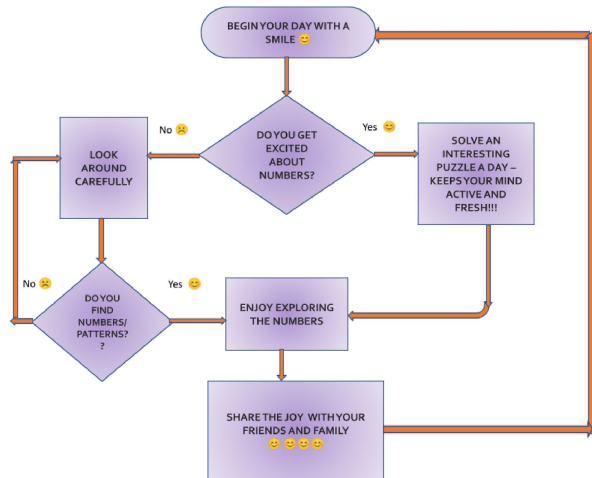 BEGIN YOUR DAY WITH A
SMILE 😊
DO YOU GET
EXCITED
ABOUT
NUMBERS?
No ☹
Yes 😊
LOOK
AROUND
CAREFULLY
SOLVE AN
INTERESTING
PUZZLE A DAY –
KEEPS YOUR MIND
ACTIVE AND
FRESH!!!
DO YOU
FIND
NUMBERS/
PATTERNS?
?
No ☹
Yes 😊
ENJOY EXPLORING
THE NUMBERS
SHARE THE JOY WITH YOUR
FRIENDS AND FAMILY
😊 😊 😊 😊